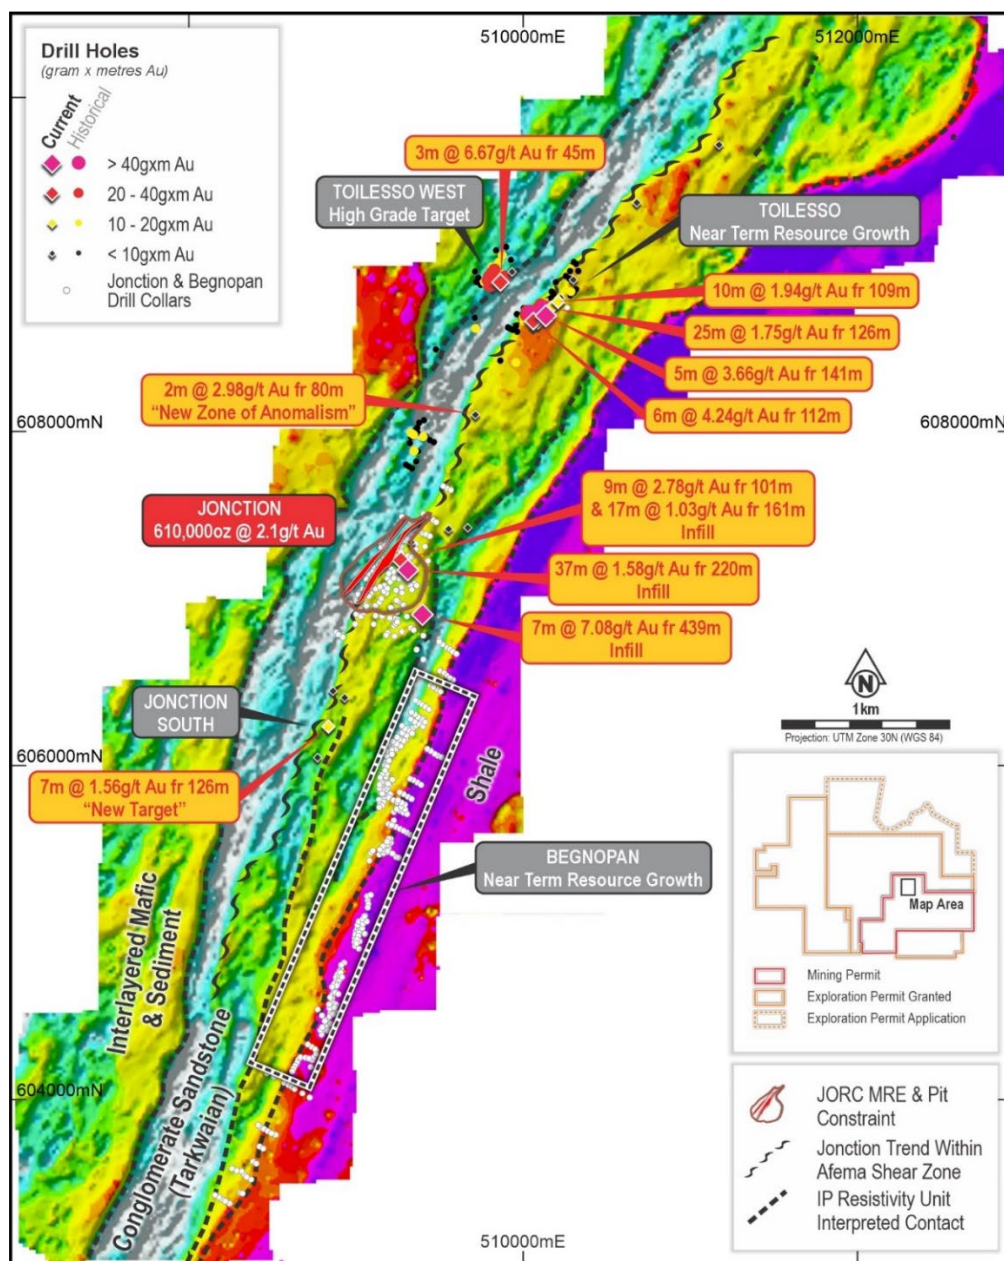 510000mE
512000mE
Drill Holes
(gram x metres Au)
Current
Historical
> 40gxm Au
20 - 40gxm Au
10 - 20gxm Au
< 10gxm Au
Jonction & Begnopan
Drill Collars
3m @ 6.67g/t Au fr 45m
TOILESSO WEST
High Grade Target
TOILESSO
Near Term Resource Growth
10m @ 1.94g/t Au fr 109m
25m @ 1.75g/t Au fr 126m
5m @ 3.66g/t Au fr 141m
6m @ 4.24g/t Au fr 112m
2m @ 2.98g/t Au fr 80m
“New Zone of Anomalism”
608000mN
608000mN
JONCTION
610,000oz @ 2.1g/t Au
9m @ 2.78g/t Au fr 101m
& 17m @ 1.03g/t Au fr 161m
Infill
37m @ 1.58g/t Au fr 220m
Infill
7m @ 7.08g/t Au fr 439m
Infill
JONCTION
SOUTH
N
1km
Projection: UTM Zone 30N (WGS 84)
606000mN
7m @ 1.56g/t Au fr 126m
“New Target”
Shale
BEGNOPAN
Near Term Resource Growth
Interlayered Mafic
& Sediment
Conglomerate Sandstone
(Tarkwaian)
604000mN
Map Area
Mining Permit
Exploration Permit Granted
Exploration Permit Application
JORC MRE & Pit
Constraint
Jonction Trend Within
Afema Shear Zone
IP Resistivity Unit
Interpreted Contact
510000mE